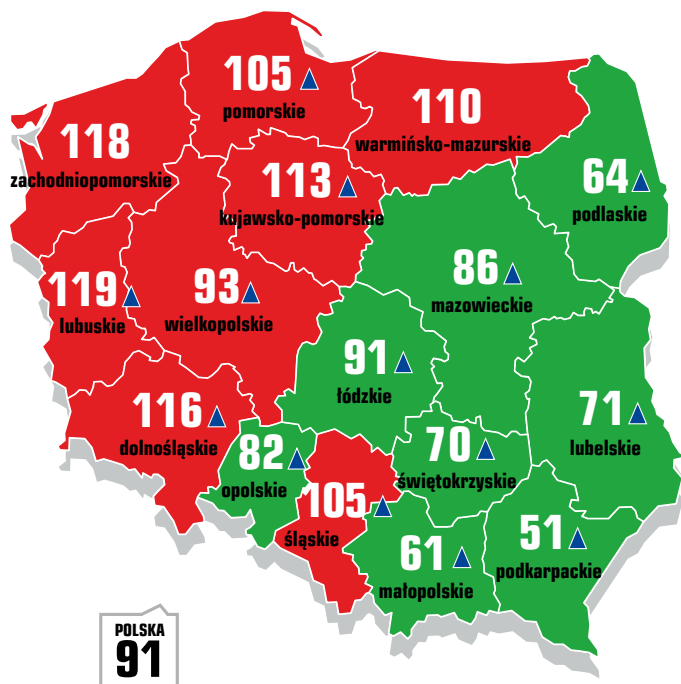 105
pomorskie
110
warmińsko-mazurskie
118
zachodniopomorskie
113
kujawsko-pomorskie
64
podlaskie
86
mazowieckie
119
lubuskie
93
wielkopolskie
91
łódzkie
116
dolnośląskie
71
lubelskie
82
opolskie
70
świętokrzyskie
105
śląskie
61
małopolskie
51
podkarpackie
POLSKA
91